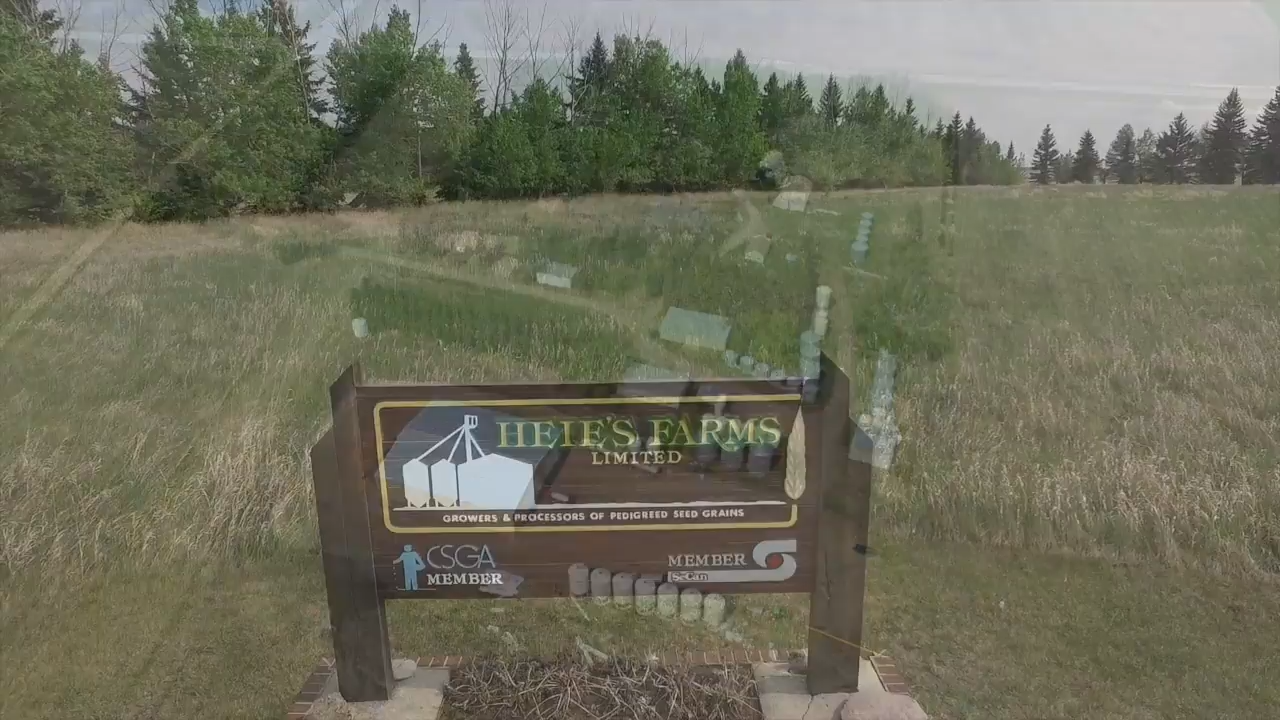 HEIE'S FARMS
LIMITED
GROWERS & PROCESSORS OF PEDIGREED SEED GRAINS
CSGA
MEMBER
MEMBER
SeCan